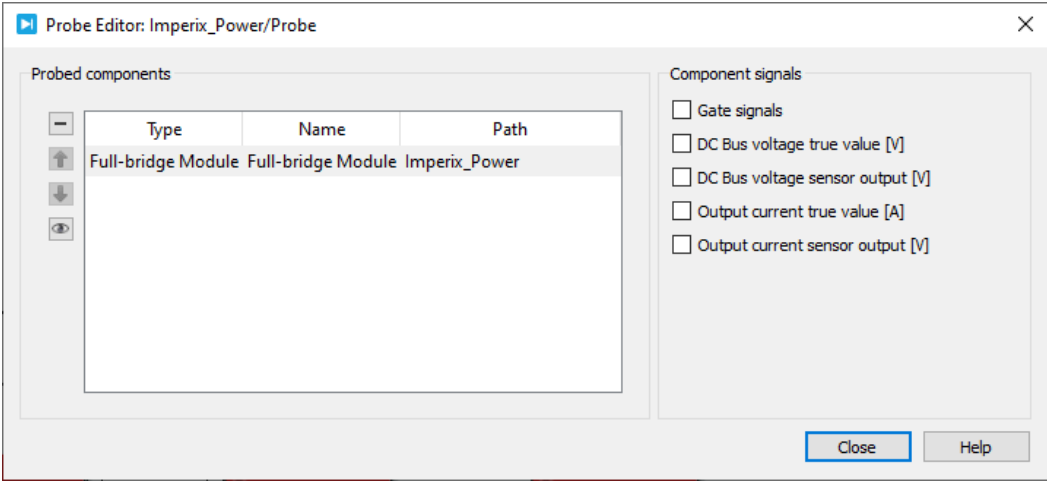 Probe Editor: Imperix_Power/Probe
Probed components
Type Name Path
Full-bridge Module Full-bridge Module Imperix_Power
Component signals
Gate signals
DC Bus voltage true value [V]
DC Bus voltage sensor output [V]
Output current true value [A]
Output current sensor output [V]
Close Help